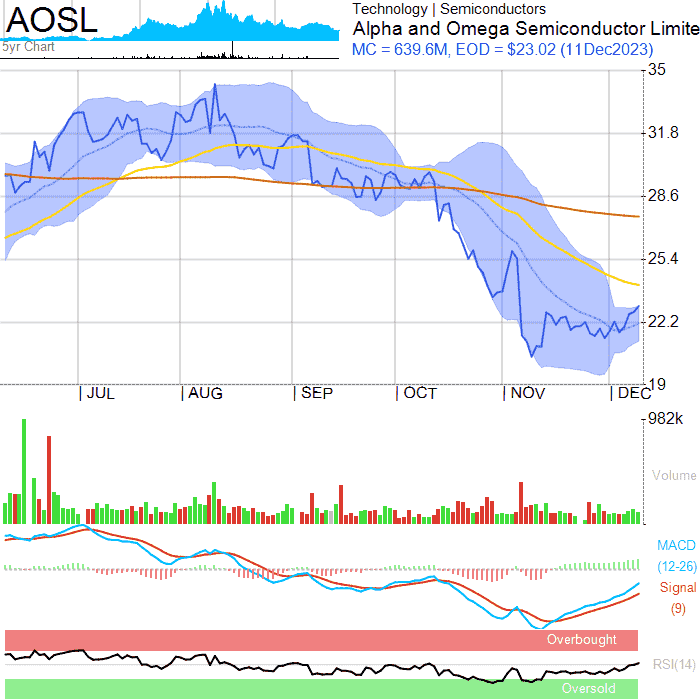 AOSL
5yr Chart
Technology | Semiconductors
Alpha and Omega Semiconductor Limite
MC = 639.6M, EOD = $23.02 (11Dec2023)
35
31.8
28.6
25.4
22.2
19
JUL AUG SEP OCT NOV DEC
982k
Volume
MACD
(12-26)
Signal
(9)
Overbought
RSI(14)
Oversold